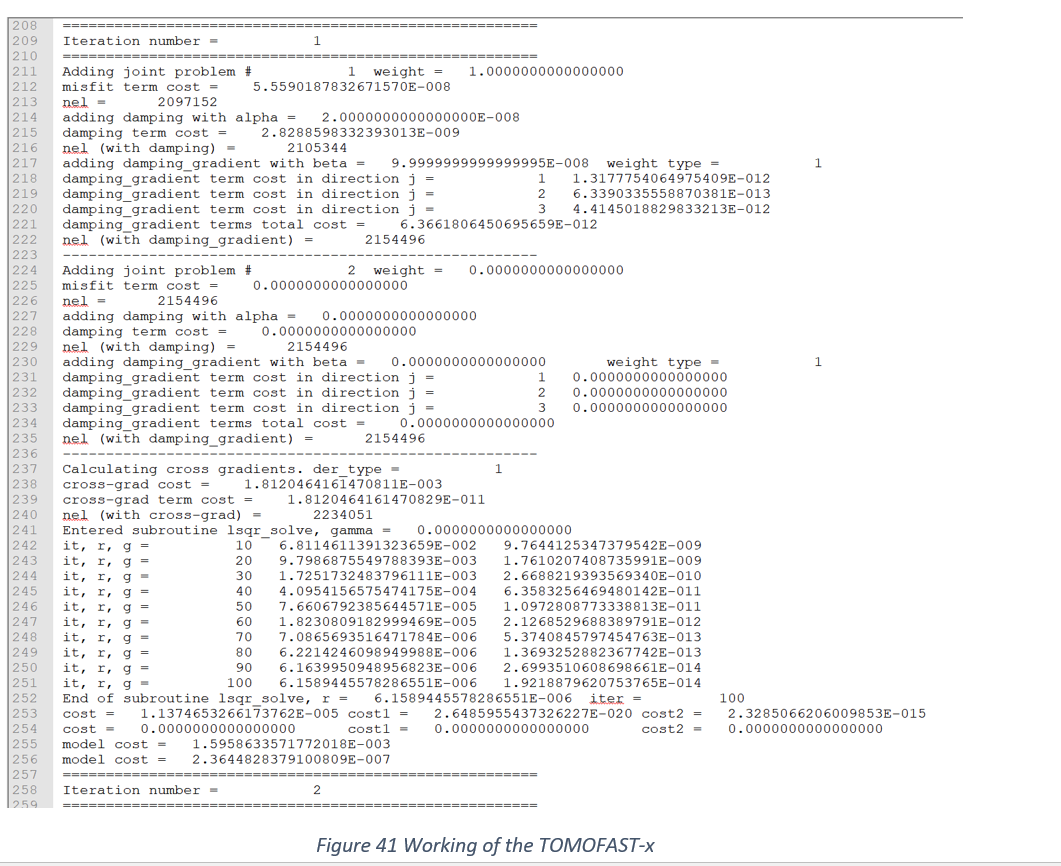 208 =======================================================
209 Iteration number = 1
210 =======================================================
211 Adding joint problem # 1 weight = 1.0000000000000000
212 misfit term cost = 5.5590187832671570E-008
213 nel = 2097152
214 adding damping with alpha = 2.0000000000000000E-008
215 damping term cost = 2.8288598332393013E-009
216 nel (with damping) = 2105344
217 adding damping_gradient with beta = 9.9999999999999995E-008 weight type = 1
218 damping_gradient term cost in direction j = 1 1.3177754064975409E-012
219 damping_gradient term cost in direction j = 2 6.3390335558870381E-013
220 damping_gradient term cost in direction j = 3 4.4145018829833213E-012
221 damping_gradient terms total cost = 6.3661806450695659E-012
222 nel (with damping_gradient) = 2154496
223 -------------------------------------------------------
224 Adding joint problem # 2 weight = 0.0000000000000000
225 misfit term cost = 0.0000000000000000
226 nel = 2154496
227 adding damping with alpha = 0.0000000000000000
228 damping term cost = 0.0000000000000000
229 nel (with damping) = 2154496
230 adding damping_gradient with beta = 0.0000000000000000 weight type = 1
231 damping_gradient term cost in direction j = 1 0.0000000000000000
232 damping_gradient term cost in direction j = 2 0.0000000000000000
233 damping_gradient term cost in direction j = 3 0.0000000000000000
234 damping_gradient terms total cost = 0.0000000000000000
235 nel (with damping_gradient) = 2154496
236 -------------------------------------------------------
237 Calculating cross gradients. der_type = 1
238 cross-grad cost = 1.8120464161470811E-003
239 cross-grad term cost = 1.8120464161470829E-011
240 nel (with cross-grad) = 2234051
241 Entered subroutine lsqr_solve, gamma = 0.0000000000000000
242 it, r, g = 10 6.8114611391323659E-002 9.7644125347379542E-009
243 it, r, g = 20 9.7986875549788393E-003 1.7610207408735991E-009
244 it, r, g = 30 1.7251732483796111E-003 2.6688219393569340E-010
245 it, r, g = 40 4.0954156575474175E-004 6.3583256469480142E-011
246 it, r, g = 50 7.6606792385644571E-005 1.0972808773338813E-011
247 it, r, g = 60 1.8230809182999469E-005 2.1268529688389791E-012
248 it, r, g = 70 7.0865693516471784E-006 5.3740845797454763E-013
249 it, r, g = 80 6.2214246098949988E-006 1.3693252882367742E-013
250 it, r, g = 90 6.1639950948956823E-006 2.6993510608698661E-014
251 it, r, g = 100 6.1589445578286551E-006 1.9218879620753765E-014
252 End of subroutine lsqr_solve, r = 6.1589445578286551E-006 iter = 100
253 cost = 1.1374653266173762E-005 cost1 = 2.6485955437326227E-020 cost2 = 2.3285066206009853E-015
254 cost = 0.0000000000000000 cost1 = 0.0000000000000000 cost2 = 0.0000000000000000
255 model cost = 1.5958633571772018E-003
256 model cost = 2.3644828379100809E-007
257 =======================================================
258 Iteration number = 2
259 =======================================================
Figure 41 Working of the TOMOFAST-x